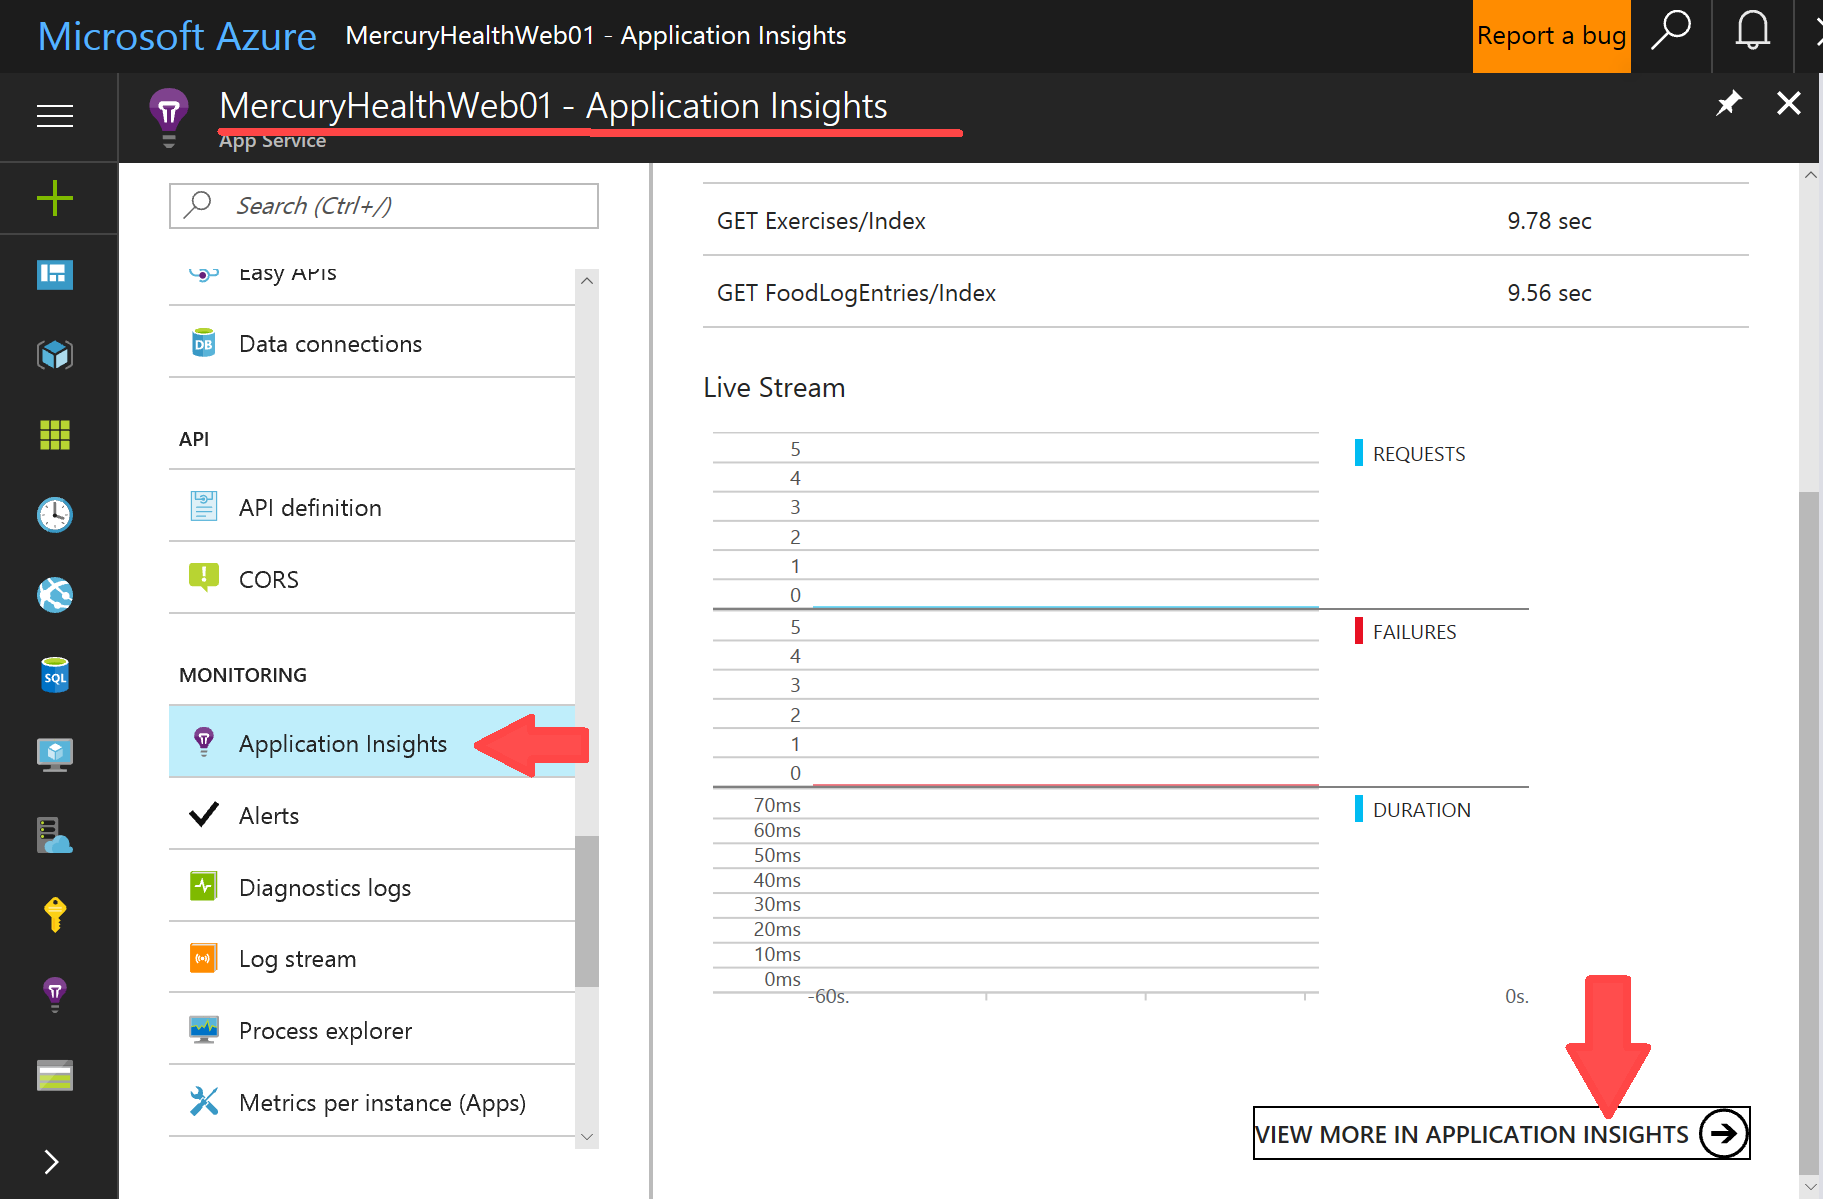 Microsoft Azure MercuryHealthWeb01 - Application Insights Report a bug
MercuryHealthWeb01 - Application Insights
App Service
Search (Ctrl+/)
Easy APIs
Data connections
API
API definition
CORS
MONITORING
Application Insights
Alerts
Diagnostics logs
Log stream
Process explorer
Metrics per instance (Apps)
GET Exercises/Index 9.78 sec
GET FoodLogEntries/Index 9.56 sec
Live Stream
5
4
3
2
1
0
REQUESTS
5
4
3
2
1
0
FAILURES
70ms
60ms
50ms
40ms
30ms
20ms
10ms
0ms
DURATION
-60s. 0s.
VIEW MORE IN APPLICATION INSIGHTS
DB
SQL